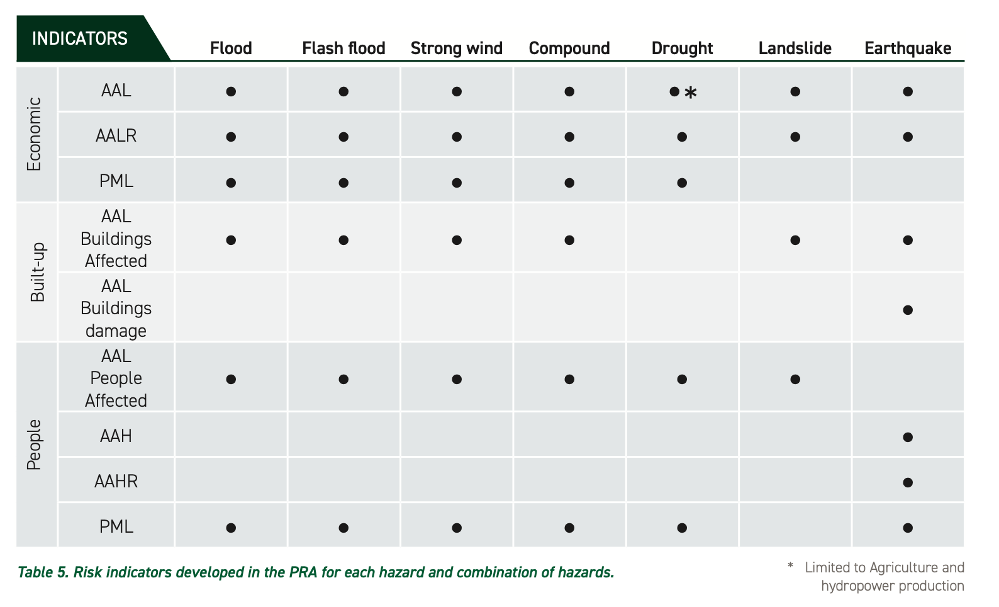 INDICATORS
Flood Flash flood Strong wind Compound Drought Landslide Earthquake
Economic
AAL ● ● ● ● ●* ● ●
AALR ● ● ● ● ● ● ●
PML ● ● ● ● ●
Built-up
AAL
Buildings
Affected
● ● ● ● ● ●
AAL
Buildings
damage
●
People
AAL
People
Affected
● ● ● ● ● ●
AAH ●
AAHR ●
PML ● ● ● ● ● ●
Table 5. Risk indicators developed in the PRA for each hazard and combination of hazards.
* Limited to Agriculture and
hydropower production